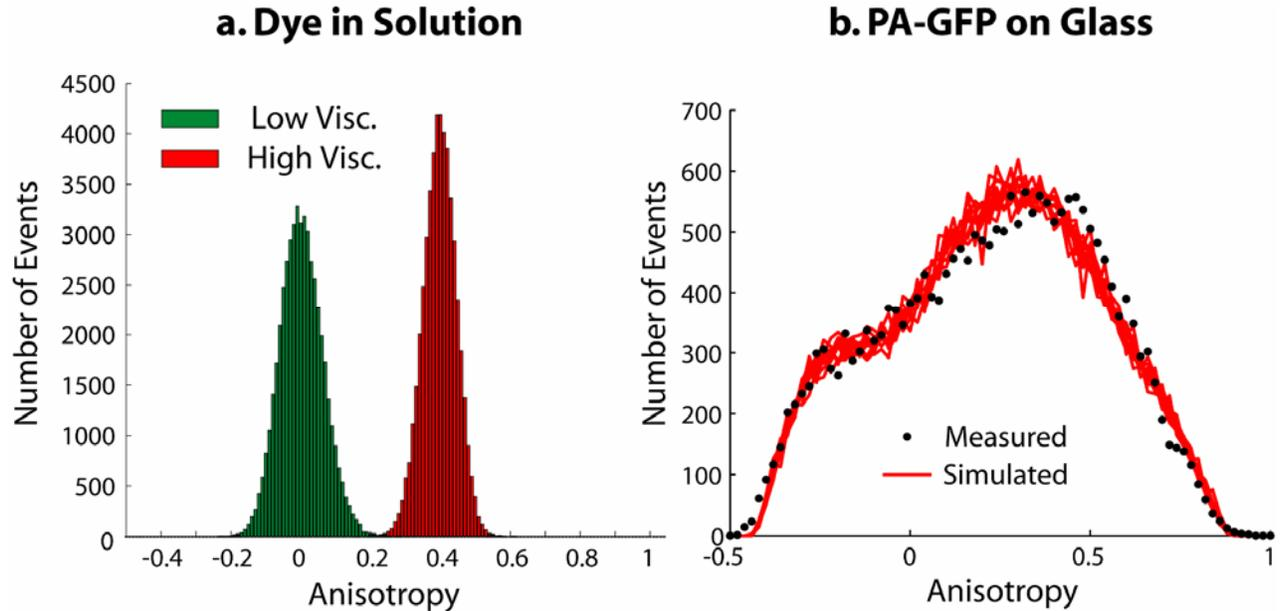 a. Dye in Solution
4500
4000
3500
3000
2500
2000
1500
1000
500
0
Number of Events
Low Visc.
High Visc.
-0.4 -0.2 0 0.2 0.4 0.6 0.8 1
Anisotropy
b. PA-GFP on Glass
700
600
500
400
300
200
100
0
Number of Events
Measured
Simulated
-0.5 0 0.5 1
Anisotropy